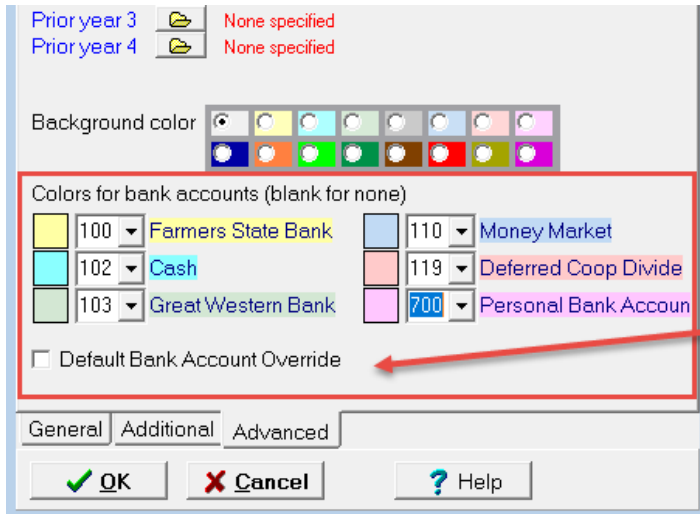 Prior year 3 None specified
Prior year 4 None specified
Background color
Colors for bank accounts (blank for none)
100 Farmers State Bank 110 Money Market
102 Cash 119 Deferred Coop Divide
103 Great Western Bank 700 Personal Bank Accoun
Default Bank Account Override
General Additional Advanced
OK Cancel ? Help